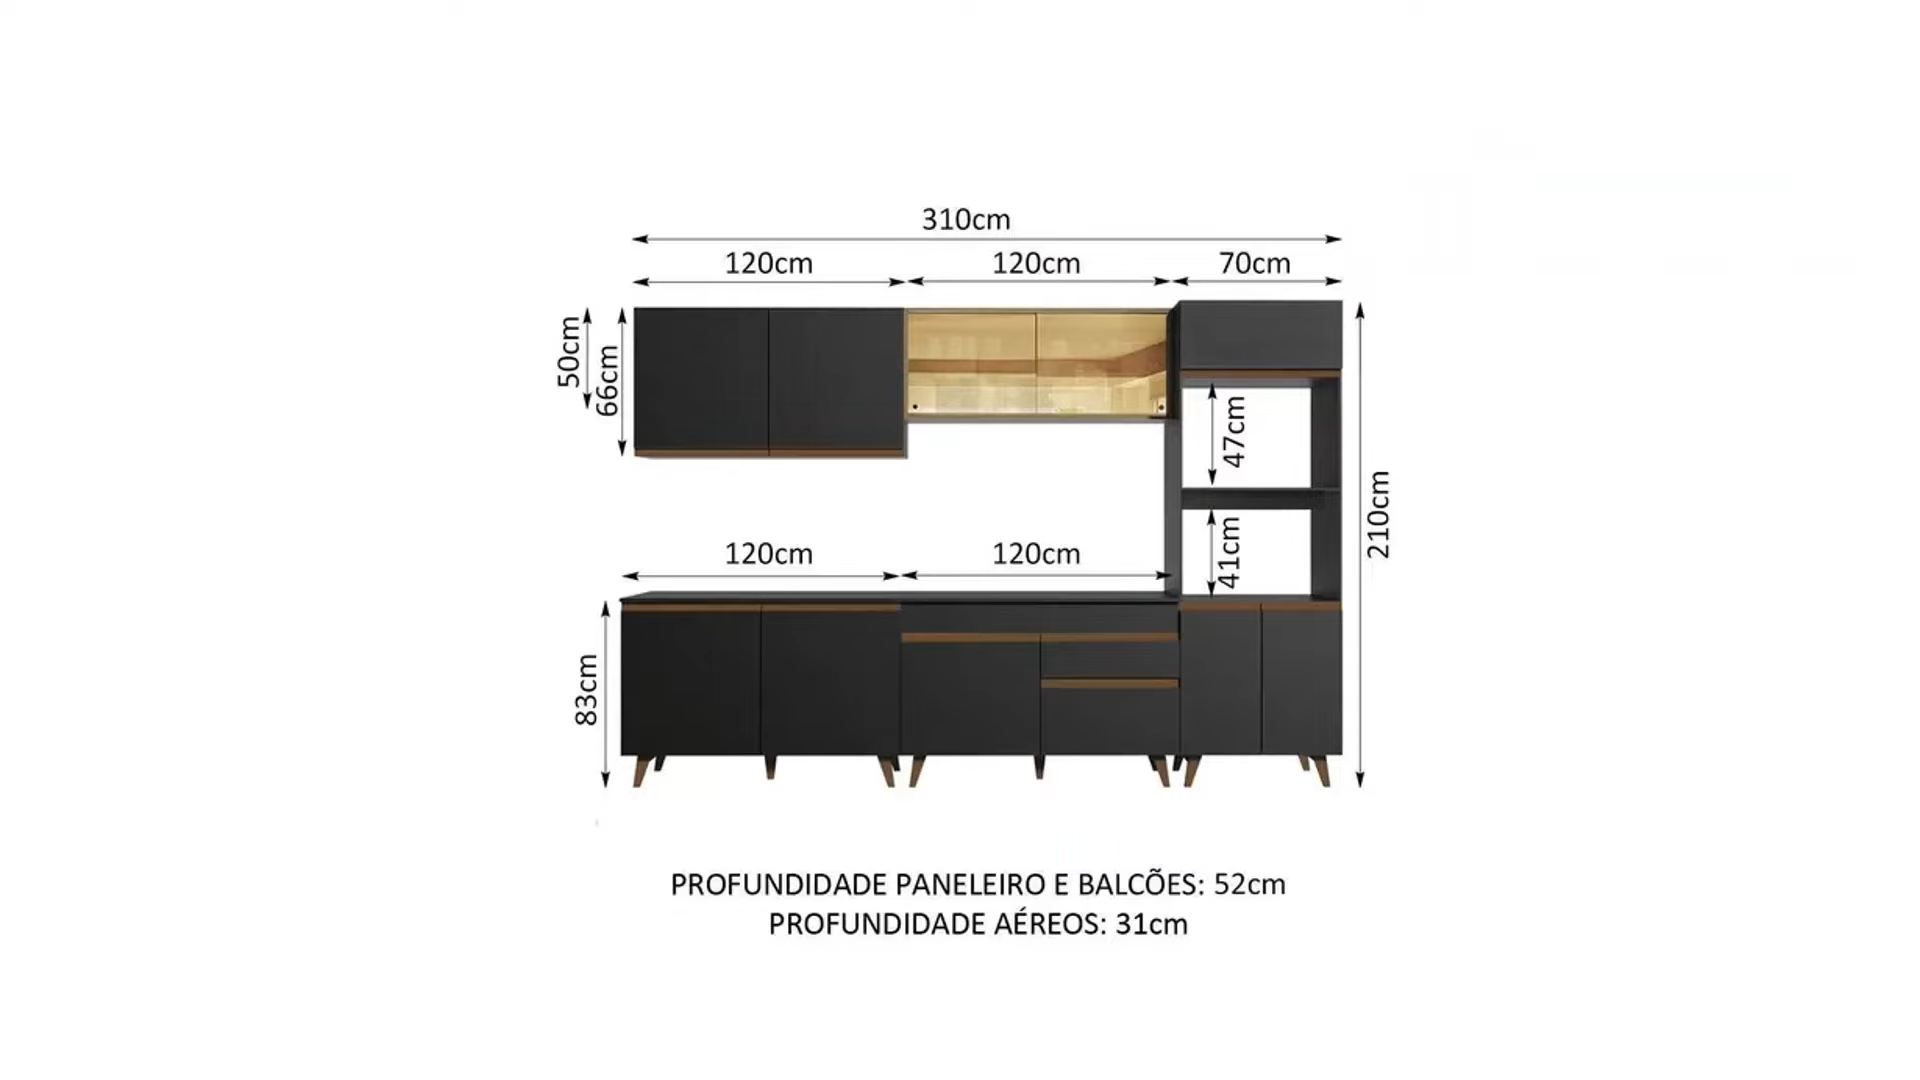 310cm
120cm
120cm
70cm
50cm
66cm
47cm
210cm
41cm
120cm
120cm
83cm
PROFUNDIDADE PANELEIRO E BALCÕES: 52cm
PROFUNDIDADE AÉREOS: 31cm